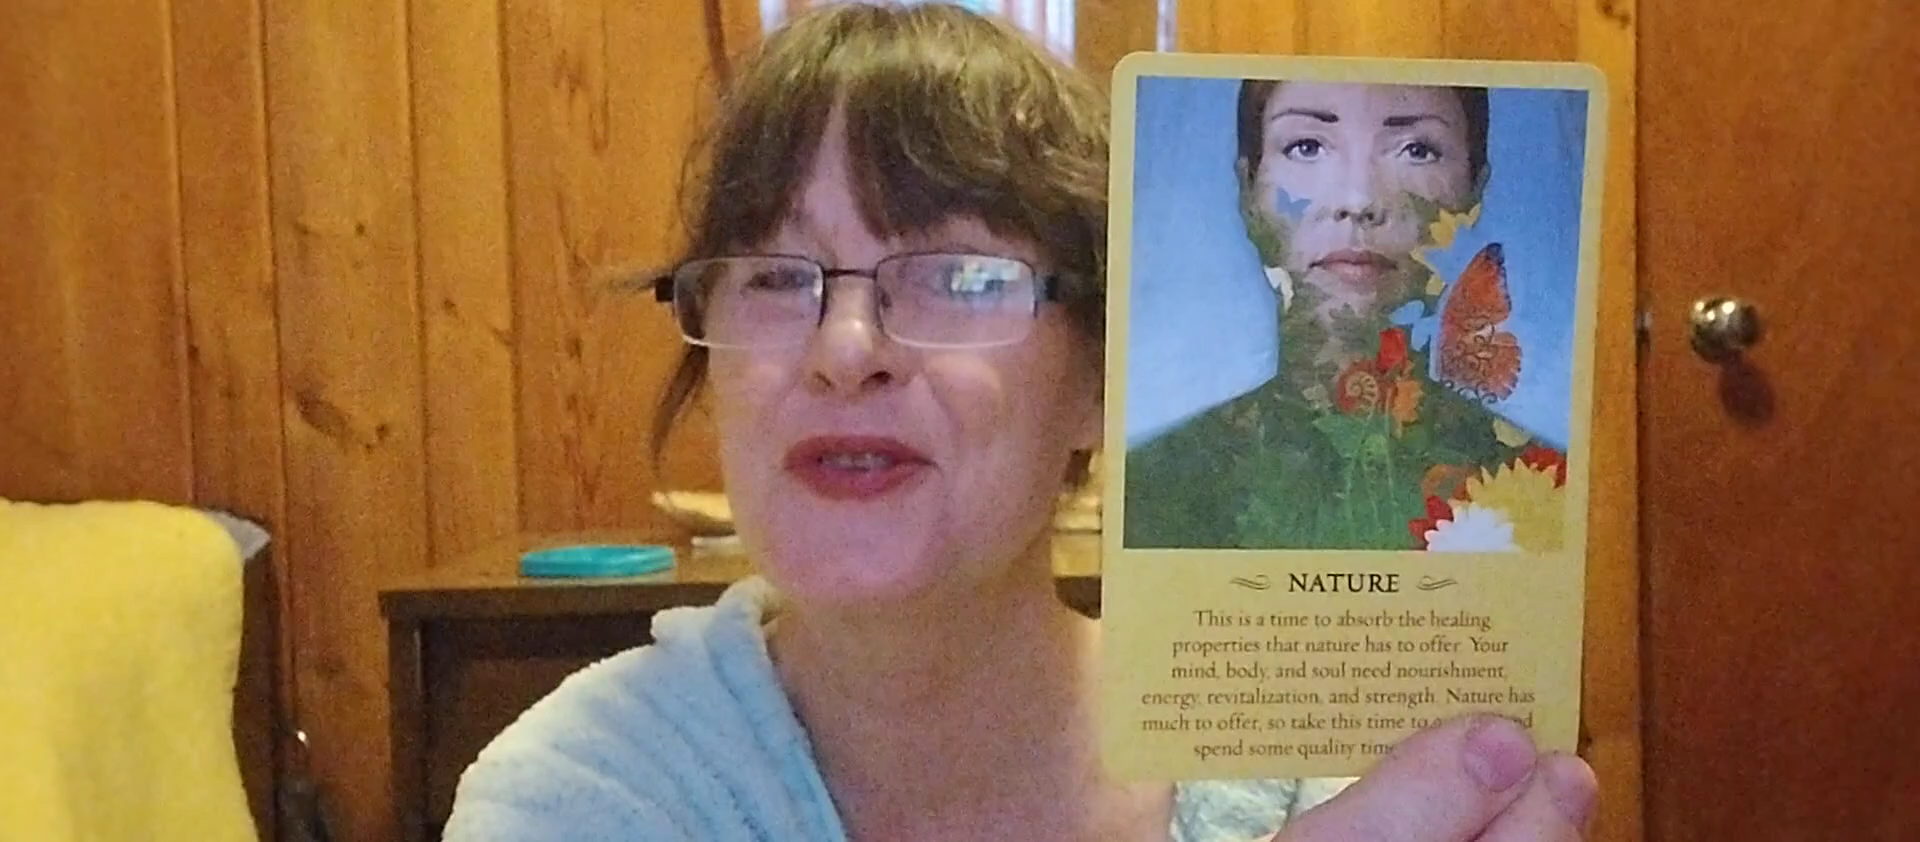 NATURE
This is a time to absorb the healing
properties that nature has to offer. Your
mind, body, and soul need nourishment,
energy, revitalization, and strength. Nature has
much to offer, so take this time to
spend some quality time